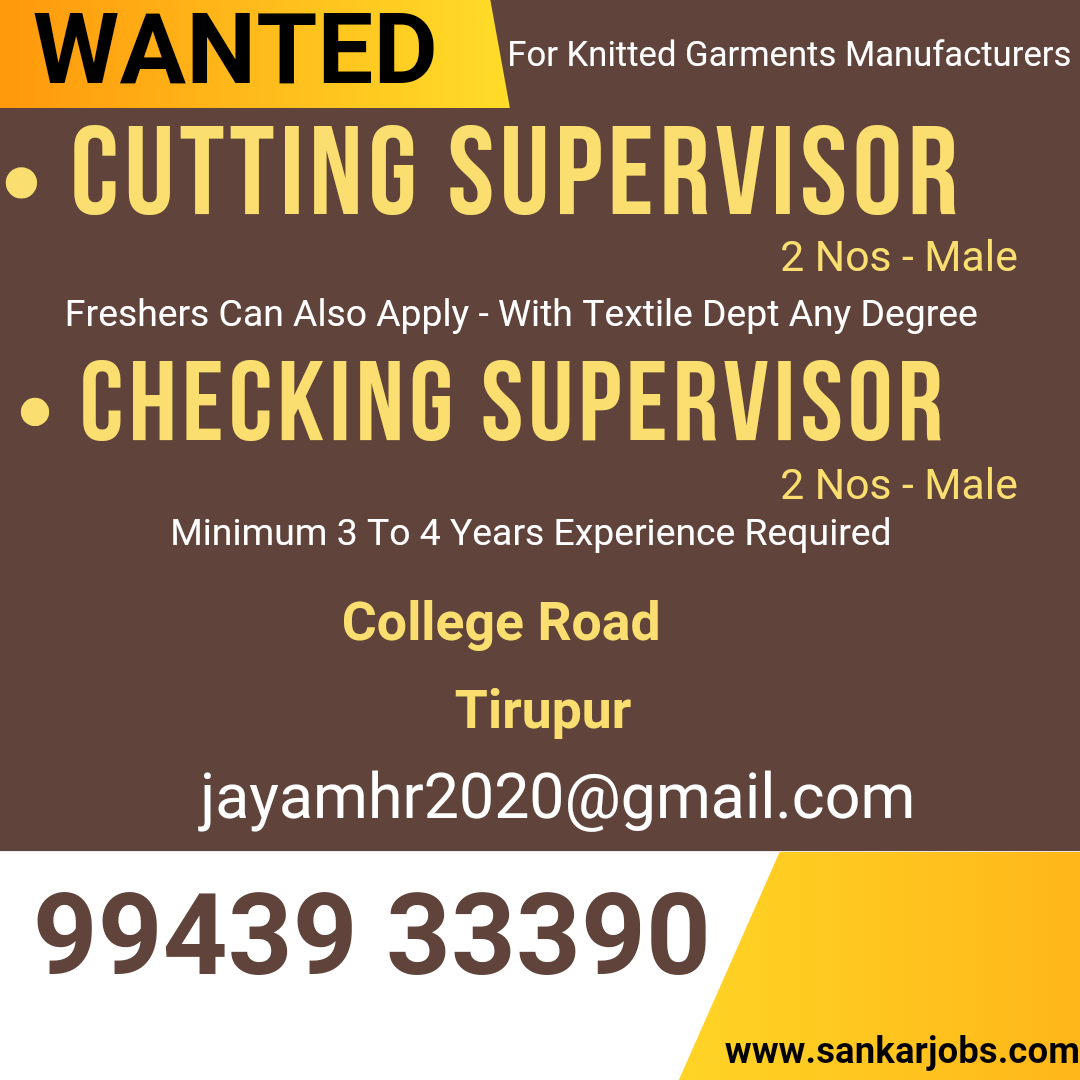 WANTED
For Knitted Garments Manufacturers
• CUTTING SUPERVISOR
2 Nos - Male
Freshers Can Also Apply - With Textile Dept Any Degree
• CHECKING SUPERVISOR
2 Nos - Male
Minimum 3 To 4 Years Experience Required
College Road
Tirupur
jayamhr2020@gmail.com
99439 33390
www.sankarjobs.com